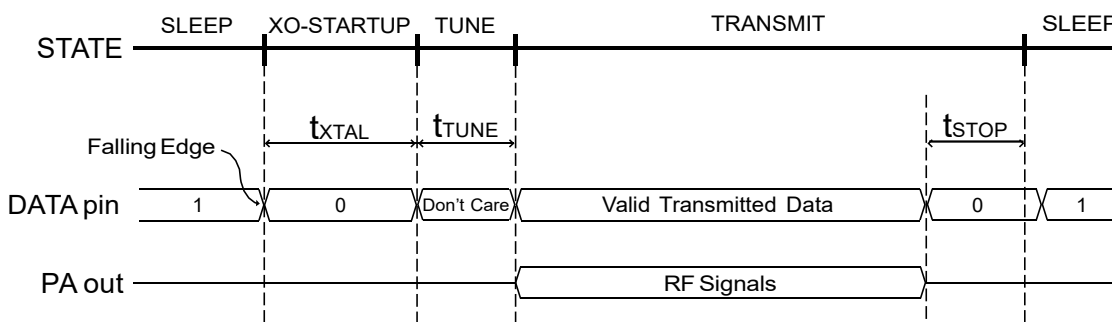 SLEEP XO-STARTUP TUNE TRANSMIT SLEEP
STATE
tXTAL tTUNE tSTOP
Falling Edge
DATA pin 1 0 Don't Care Valid Transmitted Data 0 1
PA out RF Signals